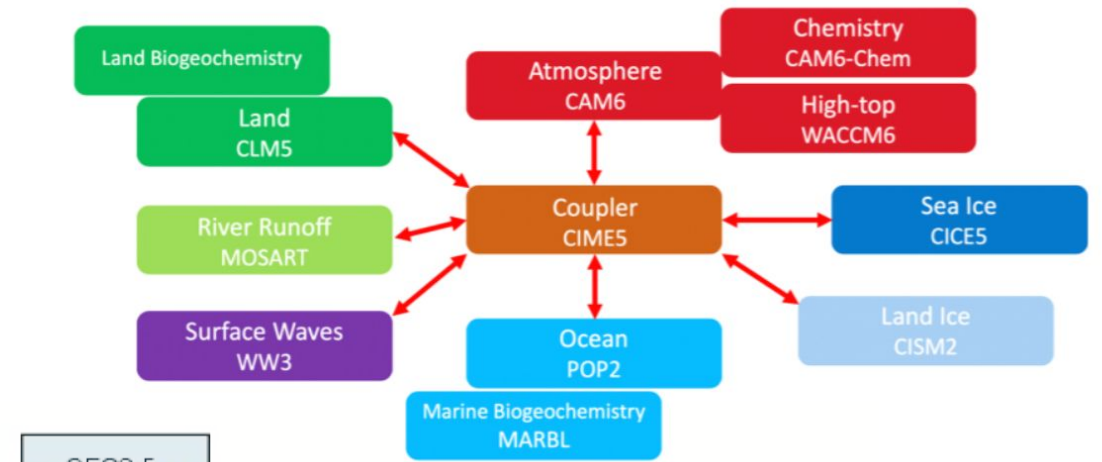 Land Biogeochemistry
Land
CLM5
River Runoff
MOSART
Surface Waves
WW3
Atmosphere
CAM6
Chemistry
CAM6-Chem
High-top
WACCM6
Coupler
CIME5
Sea Ice
CICE5
Land Ice
CISM2
Ocean
POP2
Marine Biogeochemistry
MARBL